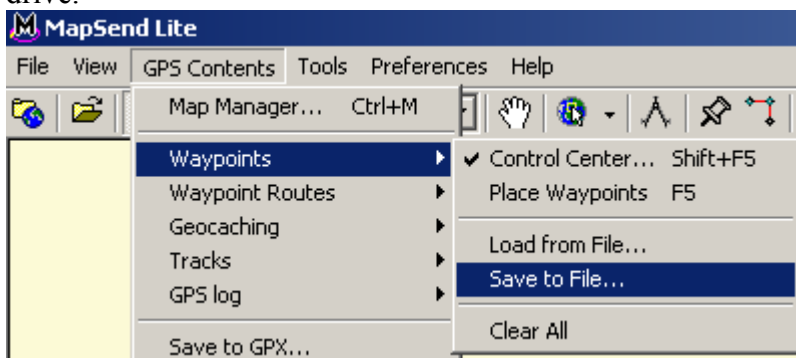 drive.
MapSend Lite
File View GPS Contents Tools Preferences Help
Map Manager... Ctrl+M
Waypoints
Waypoint Routes
Geocaching
Tracks
GPS log
Save to GPX...
Control Center... Shift+F5
Place Waypoints F5
Load from File...
Save to File...
Clear All